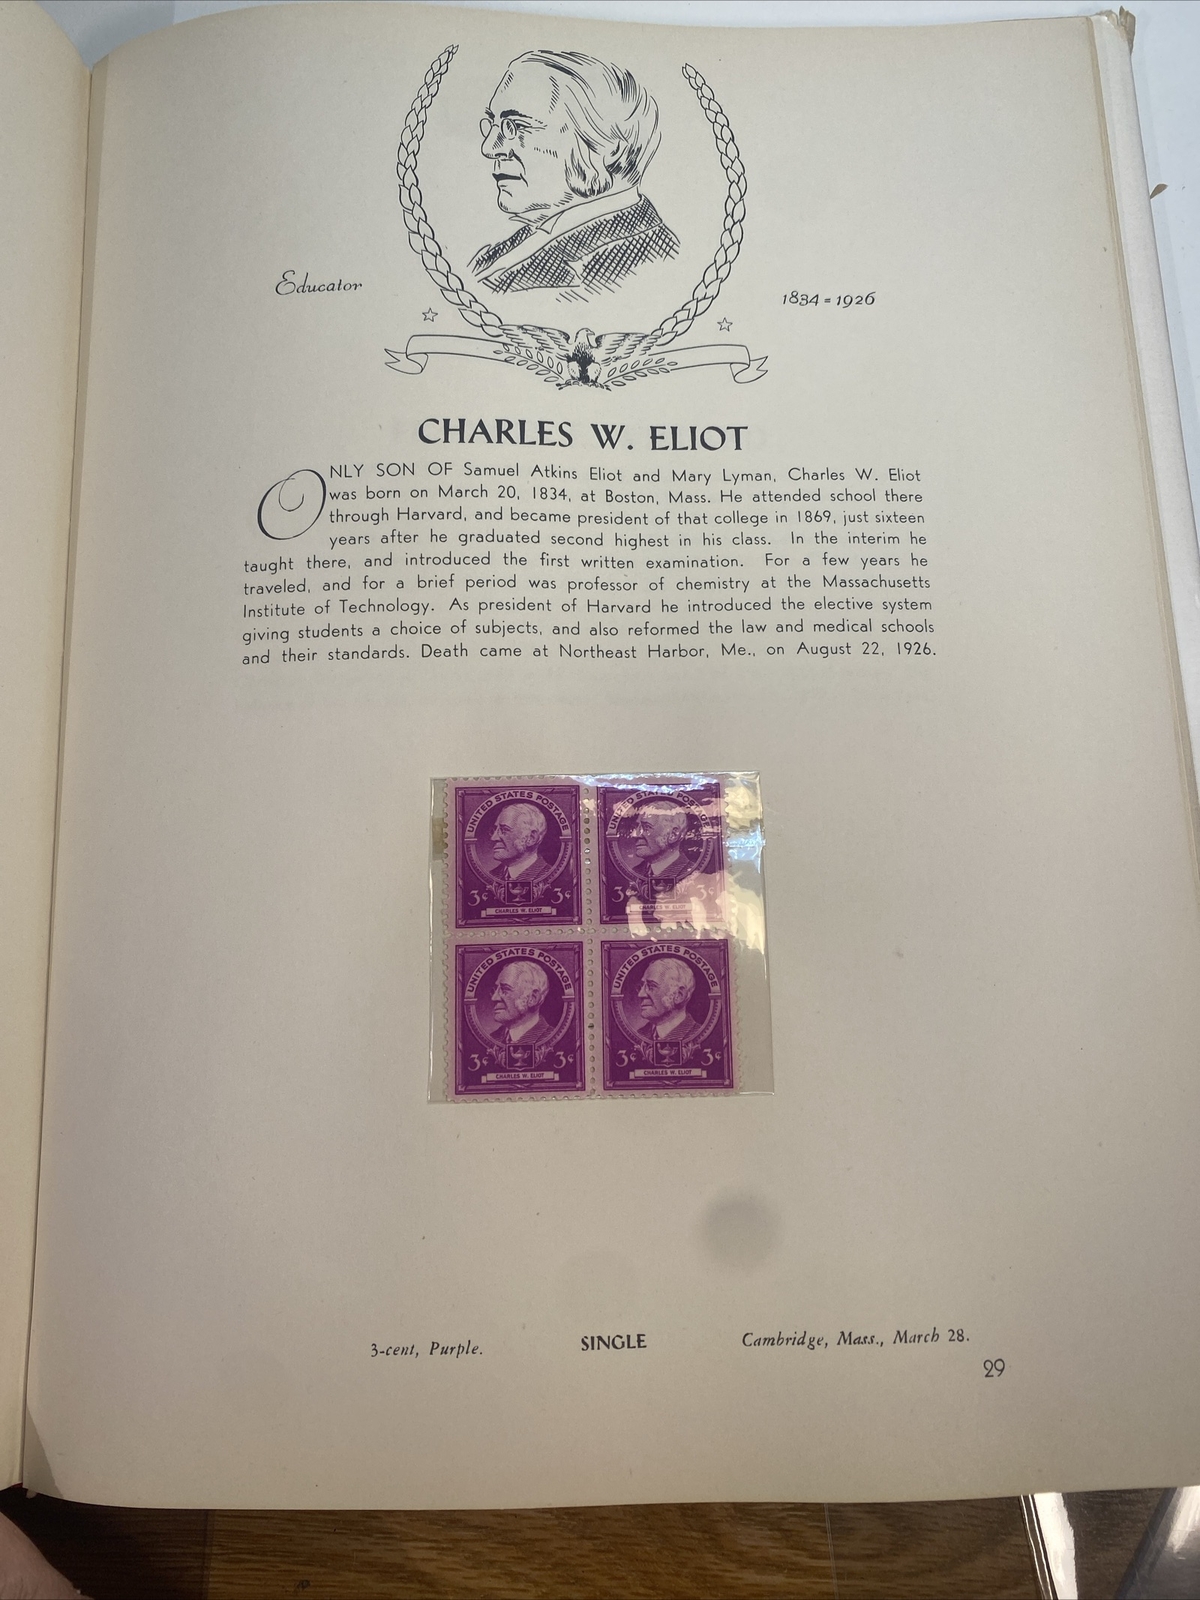 Educator
1834=1926
CHARLES W. ELIOT
ONLY SON OF Samuel Atkins Eliot and Mary Lyman, Charles W. Eliot
was born on March 20, 1834, at Boston, Mass. He attended school there
through Harvard, and became president of that college in 1869, just sixteen
years after he graduated second highest in his class. In the interim he
taught there, and introduced the first written examination. For a few years he
traveled, and for a brief period was professor of chemistry at the Massachusetts
Institute of Technology. As president of Harvard he introduced the elective system
giving students a choice of subjects, and also reformed the law and medical schools
and their standards. Death came at Northeast Harbor, Me., on August 22, 1926.
UNITED STATES POSTAGE
3¢ 3¢
CHARLES W. ELIOT
UNITED STATES POSTAGE
3¢ 3¢
CHARLES W. ELIOT
UNITED STATES POSTAGE
3¢ 3¢
CHARLES W. ELIOT
UNITED STATES POSTAGE
3¢ 3¢
CHARLES W. ELIOT
3-cent, Purple.
SINGLE
Cambridge, Mass., March 28.
29